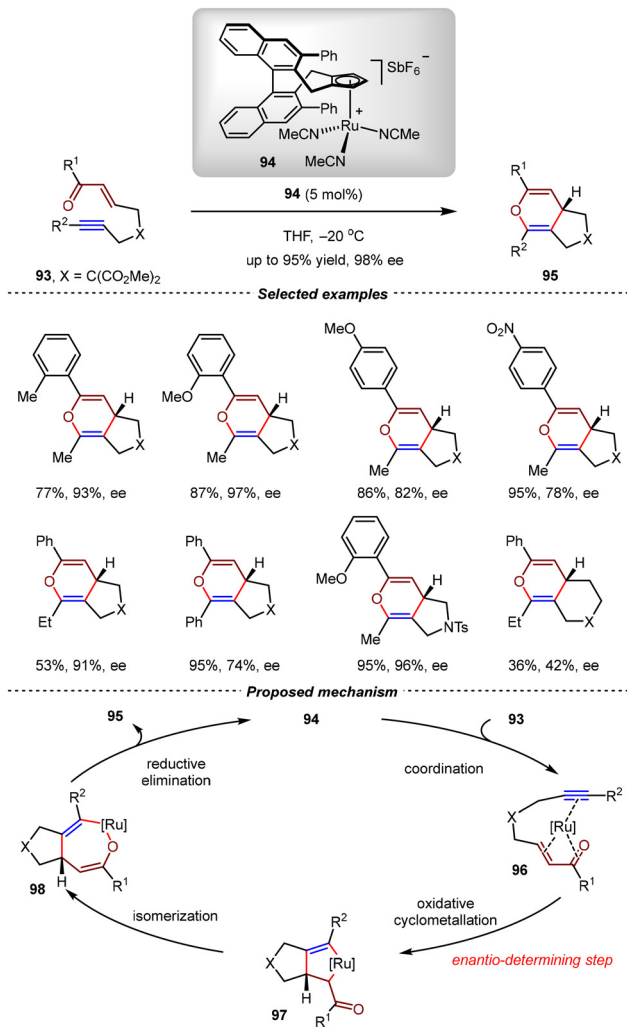 Ph
SbF6
−
Ph
+
MeCN
Ru
NCMe
MeCN
94
R1
O
R2
X
93, X = C(CO2Me)2
94 (5 mol%)
THF, –20 oC
up to 95% yield, 98% ee
R1
H
O
X
R2
95
Selected examples
Me
H
O
X
Me
77%, 93%, ee
MeO
H
O
X
Me
87%, 97%, ee
MeO
H
O
X
Me
86%, 82%, ee
O2N
H
O
X
Me
95%, 78%, ee
Ph
H
O
X
Et
53%, 91%, ee
Ph
H
O
X
Ph
95%, 74%, ee
MeO
H
O
NTs
Me
95%, 96%, ee
Ph
H
O
X
Et
36%, 42%, ee
Proposed mechanism
95
94
93
reductive
elimination
coordination
R2
[Ru]
X
O
H
R1
98
R2
X
[Ru]
O
R1
96
isomerization
oxidative
cyclometallation
enantio-determining step
R2
X
[Ru]
H
O
R1
97